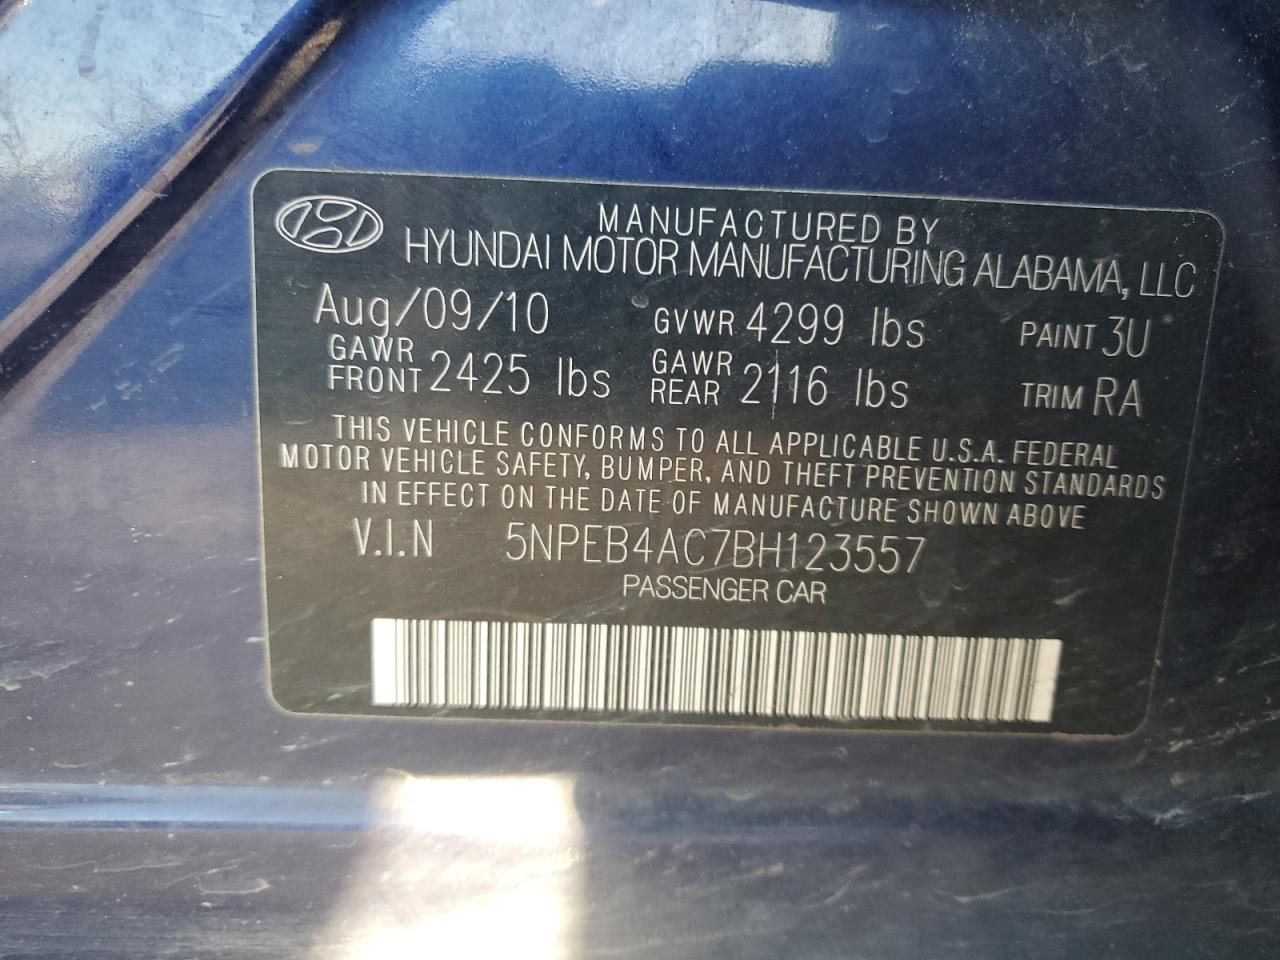 MANUFACTURED BY
HYUNDAI MOTOR MANUFACTURING ALABAMA, LLC
Aug/09/10 GVWR 4299 lbs PAINT 3U
GAWR FRONT 2425 lbs GAWR REAR 2116 lbs TRIM RA
THIS VEHICLE CONFORMS TO ALL APPLICABLE U.S.A. FEDERAL
MOTOR VEHICLE SAFETY, BUMPER, AND THEFT PREVENTION STANDARDS
IN EFFECT ON THE DATE OF MANUFACTURE SHOWN ABOVE
V.I.N 5NPEB4AC7BH123557
PASSENGER CAR